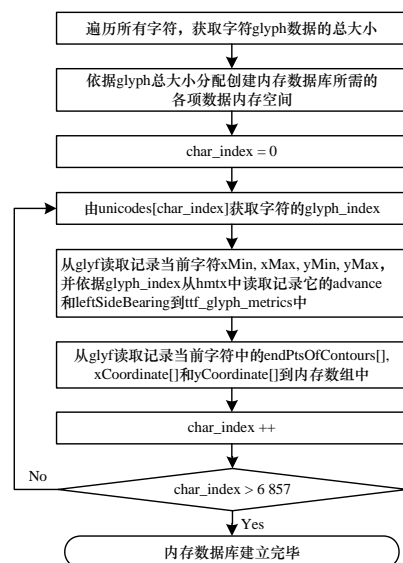 遍历所有字符，获取字符glyph数据的总大小
依据glyph总大小分配创建内存数据库所需的
各项数据内存空间
char_index = 0
由unicodes[char_index]获取字符的glyph_index
从glyf读取记录当前字符xMin, xMax, yMin, yMax，
并依据glyph_index从hmtx中读取记录它的advance
和leftSideBearing到ttf_glyph_metrics中
从glyf读取记录当前字符中的endPtsOfContours[],
xCoordinate[]和yCoordinate[]到内存数组中
char_index ++
No
char_index > 6 857
Yes
内存数据库建立完毕